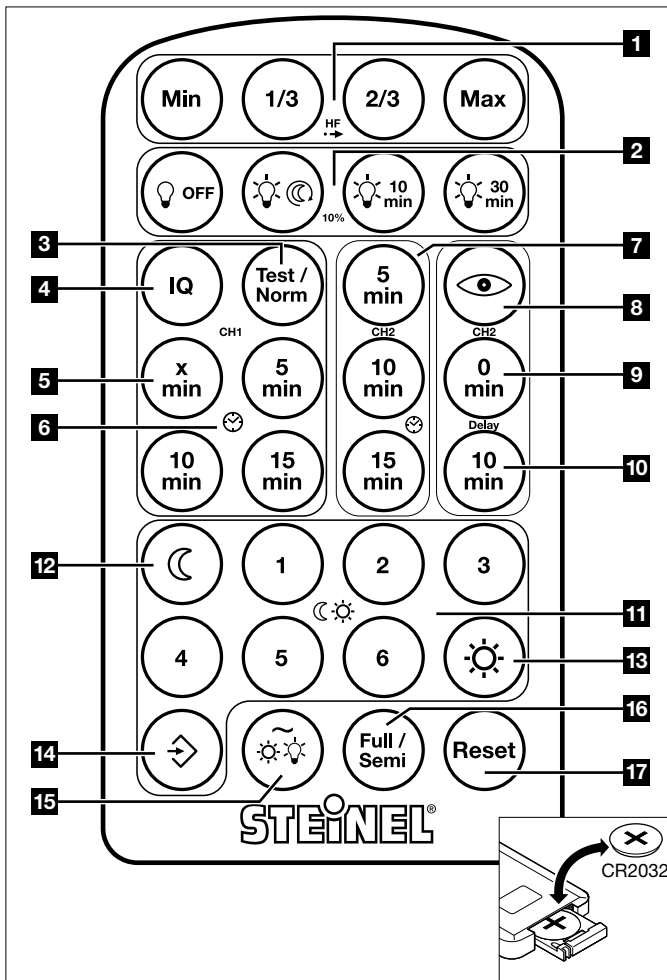 1
Min 1/3 2/3 Max
HF
2
OFF 10 min 30 min
10%
3 7
4 IQ Test / Norm 5 min 8
CH1 CH2 CH2
5 x min 5 min 10 min 0 min 9
6 Delay
10 min 15 min 15 min 10 min 10
12 1 2 3
11
4 5 6 13
16
14 Full / Semi Reset
15 17
STEINEL®
CR2032